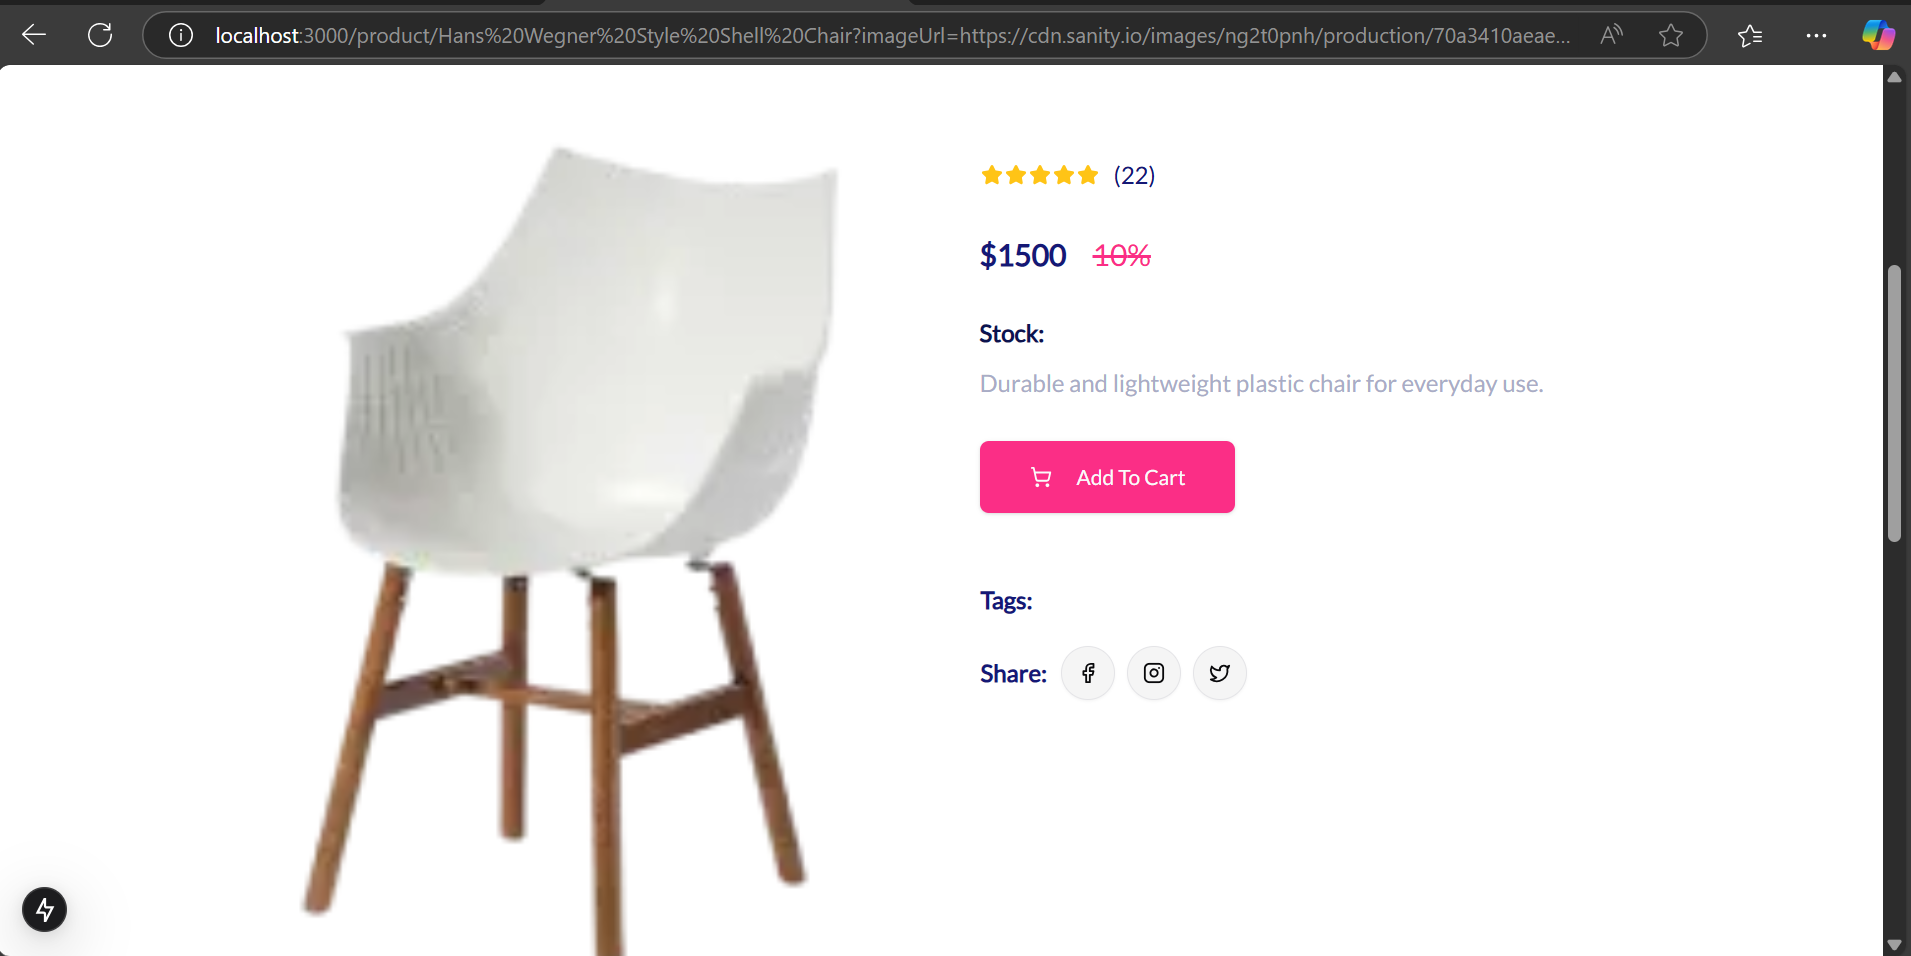 localhost:3000/product/Hans%20Wegner%20Style%20Shell%20Chair?imageUrl=https://cdn.sanity.io/images/ng2t0pnh/production/70a3410aeae...
(22)
$1500 10%
Stock:
Durable and lightweight plastic chair for everyday use.
Add To Cart
Tags:
Share: